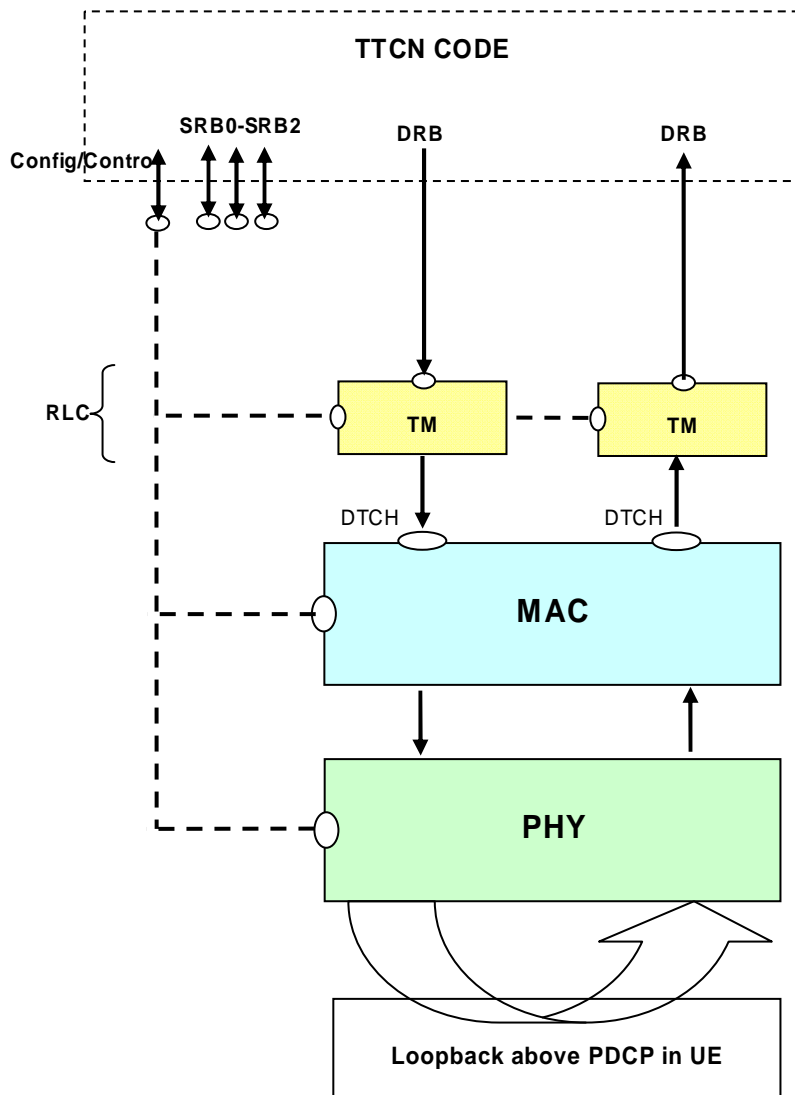 TTCN CODE
SRB0-SRB2
DRB
DRB
Config/Contro
RLC
TM
TM
DTCH
DTCH
MAC
PHY
Loopback above PDCP in UE